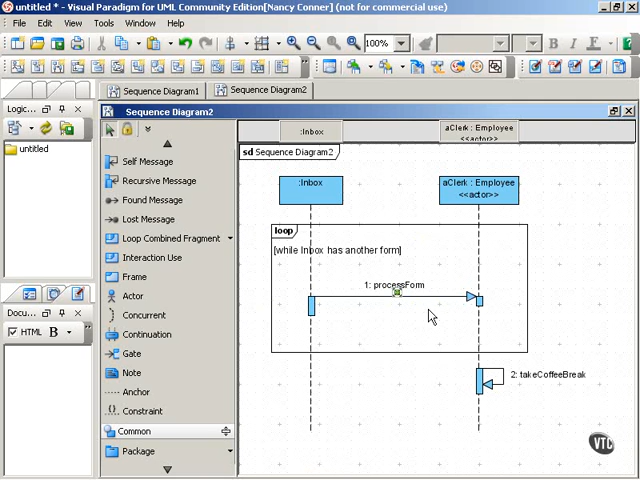 untitled * - Visual Paradigm for UML Community Edition[Nancy Conner] (not for commercial use)
File Edit View Tools Window Help
100%
B I
Sequence Diagram1
Sequence Diagram2
Logic...
untitled
Docu...
HTML B
Sequence Diagram2
Self Message
Recursive Message
Found Message
Lost Message
Loop Combined Fragment
Interaction Use
Frame
Actor
Concurrent
Continuation
Gate
Note
Anchor
Constraint
Common
Package
:Inbox
aClerk : Employee
<<actor>>
sd Sequence Diagram2
:Inbox
aClerk : Employee
<<actor>>
loop
[while Inbox has another form]
1: processForm
2: takeCoffeeBreak
VTC